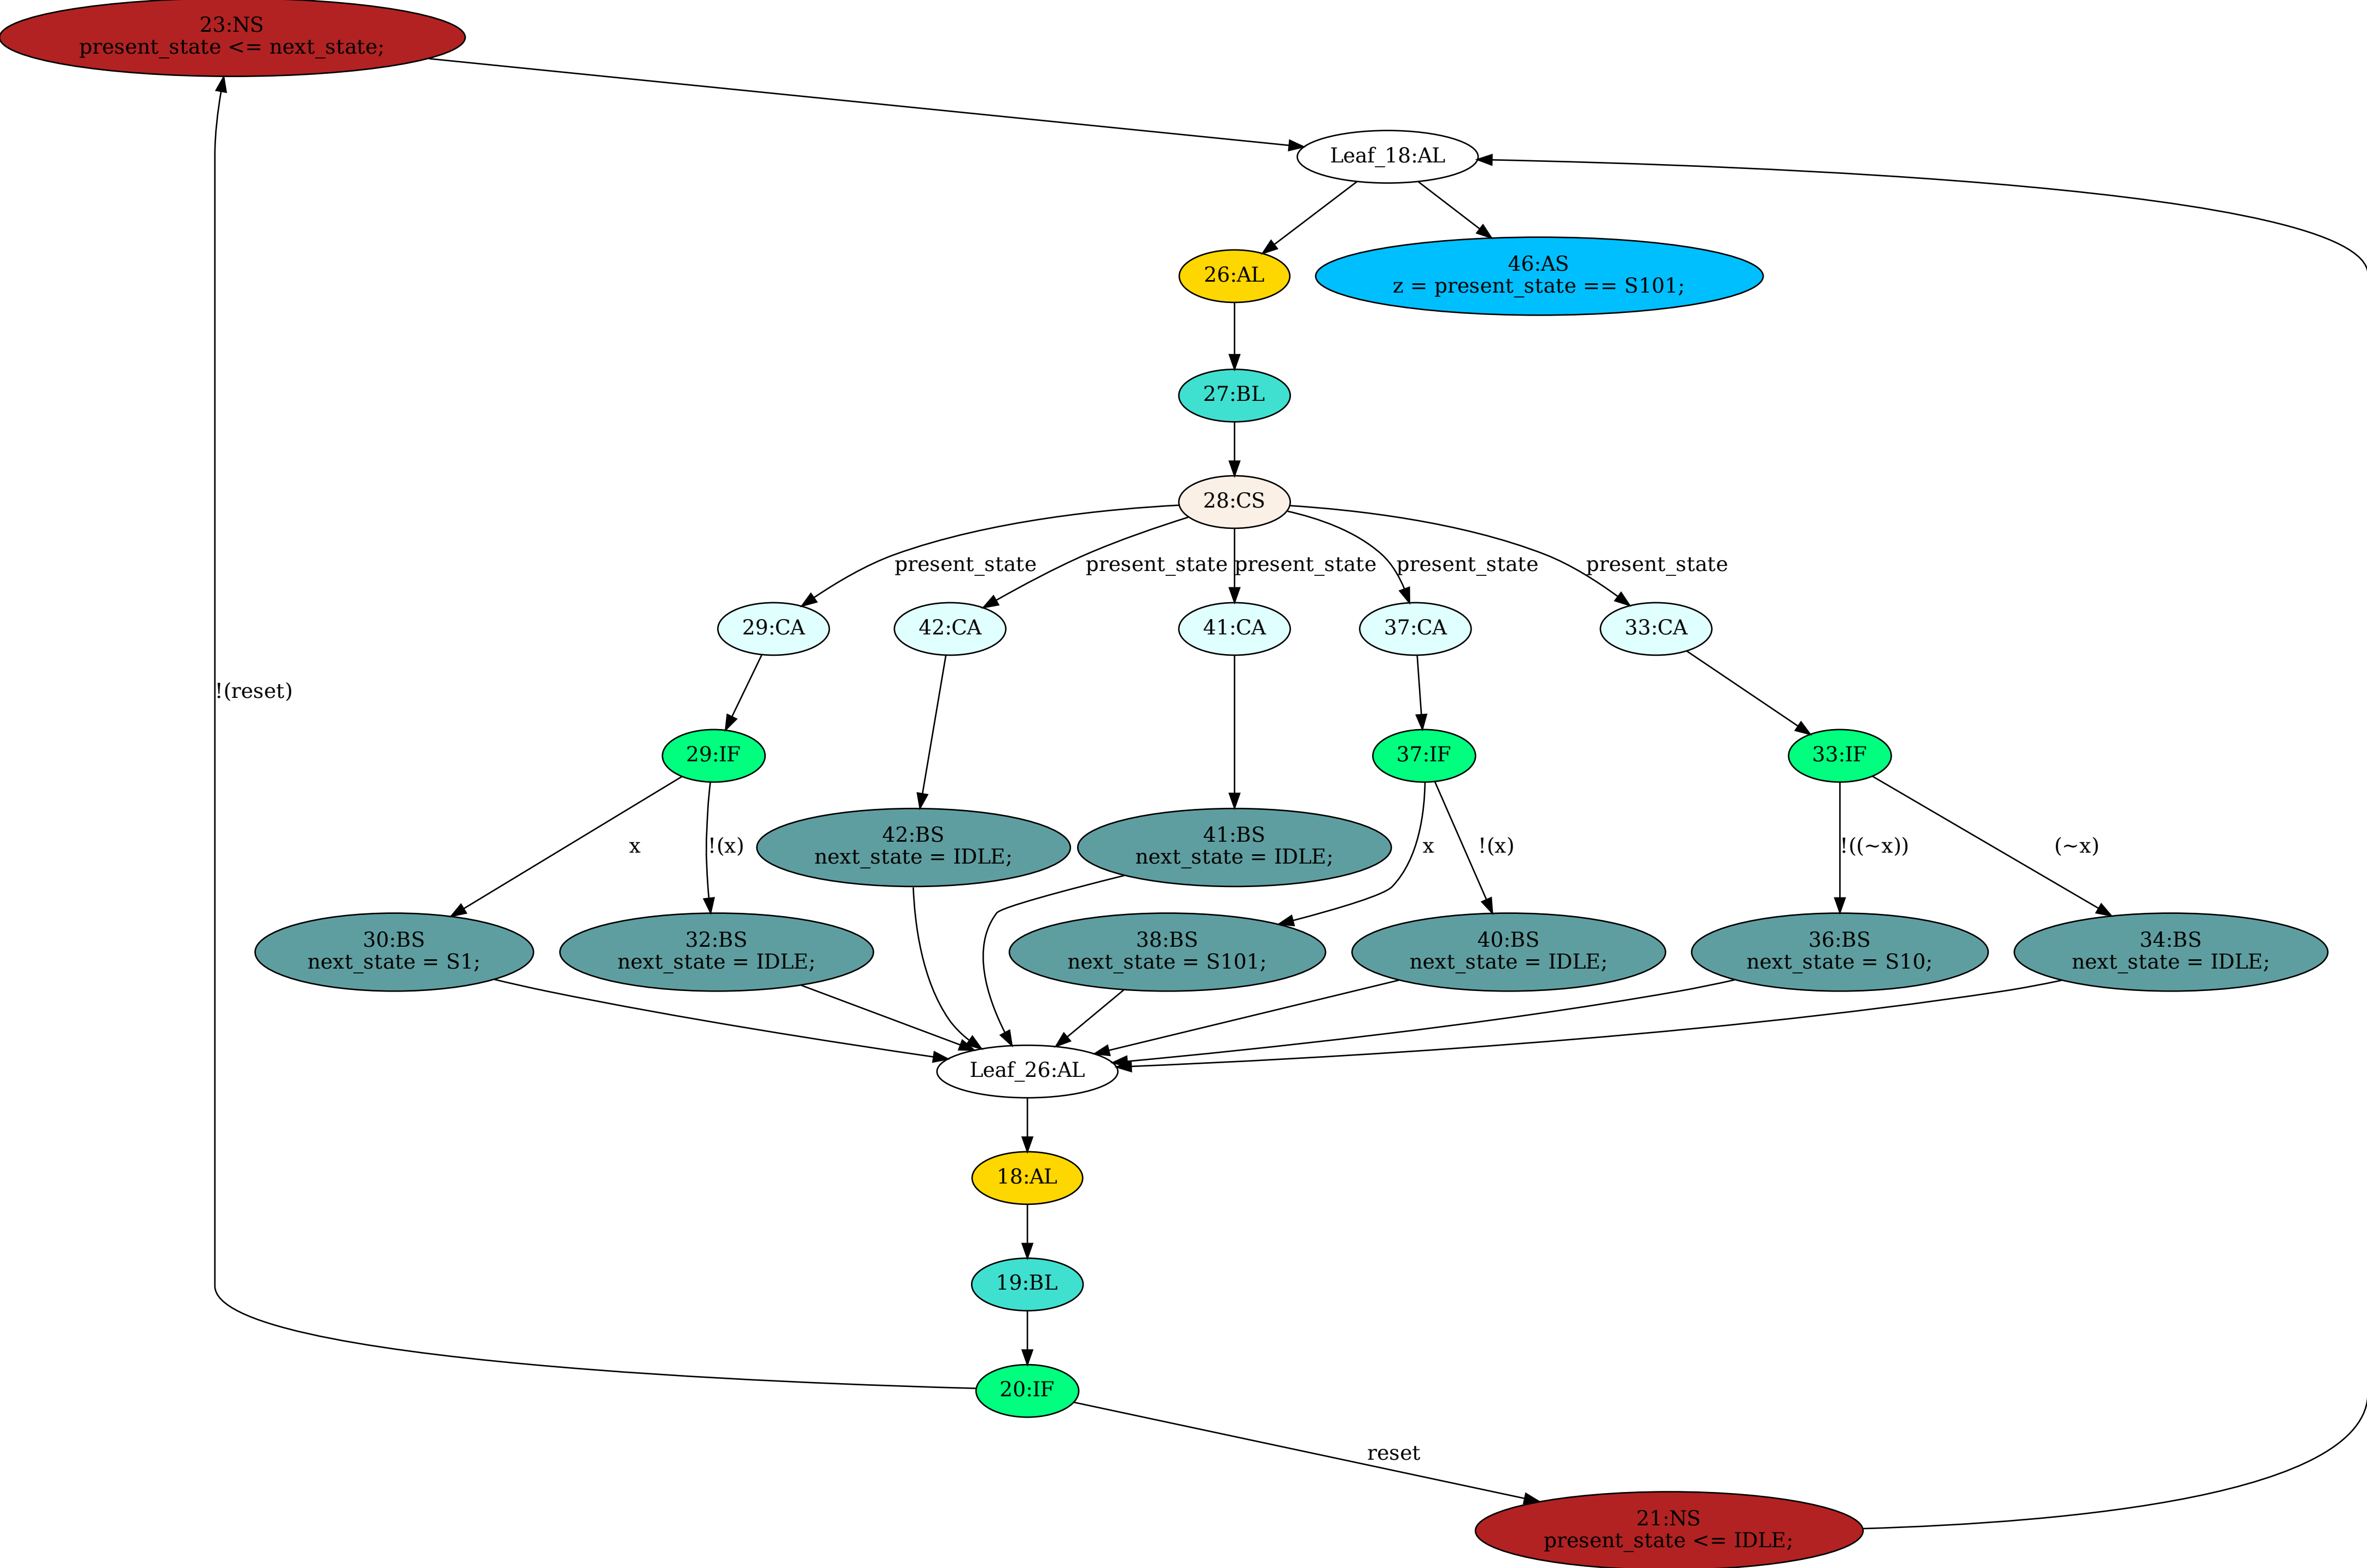 23:NS
present_state <= next_state;
Leaf_18:AL
26:AL
46:AS
z = present_state == S101;
27:BL
28:CS
present_state
present_state
present_state
present_state
present_state
29:CA
42:CA
41:CA
37:CA
33:CA
!(reset)
29:IF
37:IF
33:IF
x
!(x)
42:BS
next_state = IDLE;
41:BS
next_state = IDLE;
x
!(x)
!((~x))
(~x)
30:BS
next_state = S1;
32:BS
next_state = IDLE;
38:BS
next_state = S101;
40:BS
next_state = IDLE;
36:BS
next_state = S10;
34:BS
next_state = IDLE;
Leaf_26:AL
18:AL
19:BL
20:IF
reset
21:NS
present_state <= IDLE;